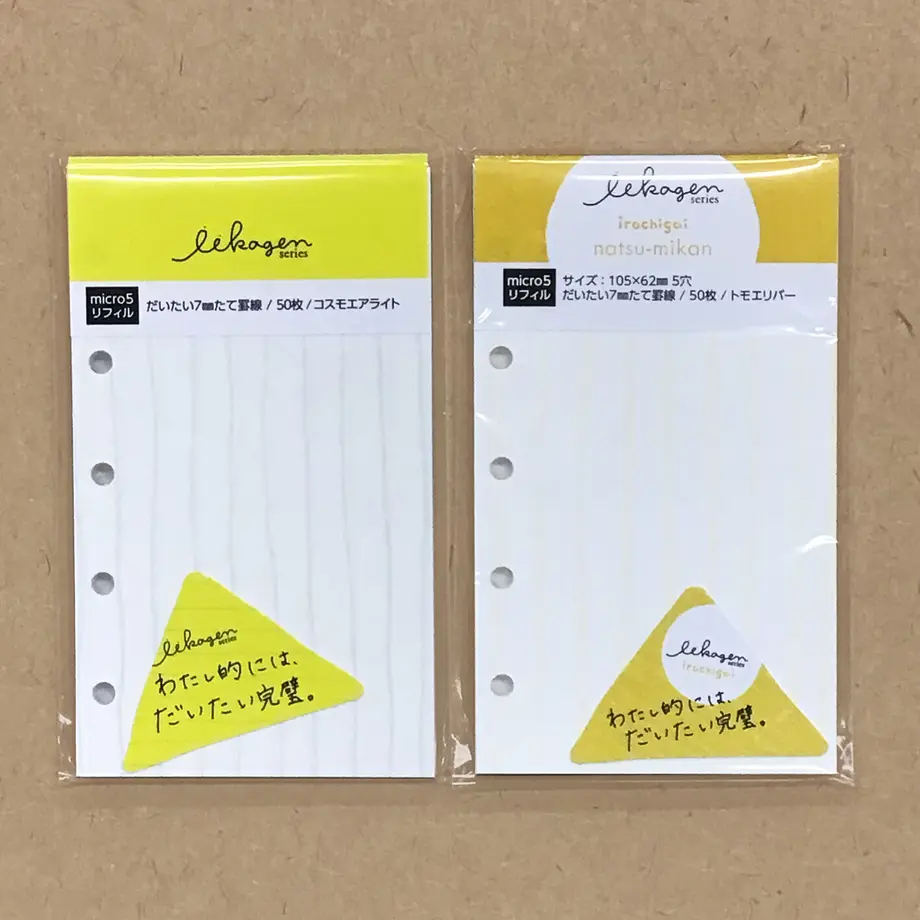 iikagen
series
micro5
リフィル
だいたい7㎜たて罫線 / 50枚 / コスモエアライト
iikagen
series
わたし的には、
だいたい完璧。
iikagen
series
irochigai
natsu-mikan
micro5
リフィル
サイズ：105×62㎜ 5穴
だいたい7㎜たて罫線 / 50枚 / トモエリバー
iikagen
series
irochigai
わたし的には、
だいたい完璧。